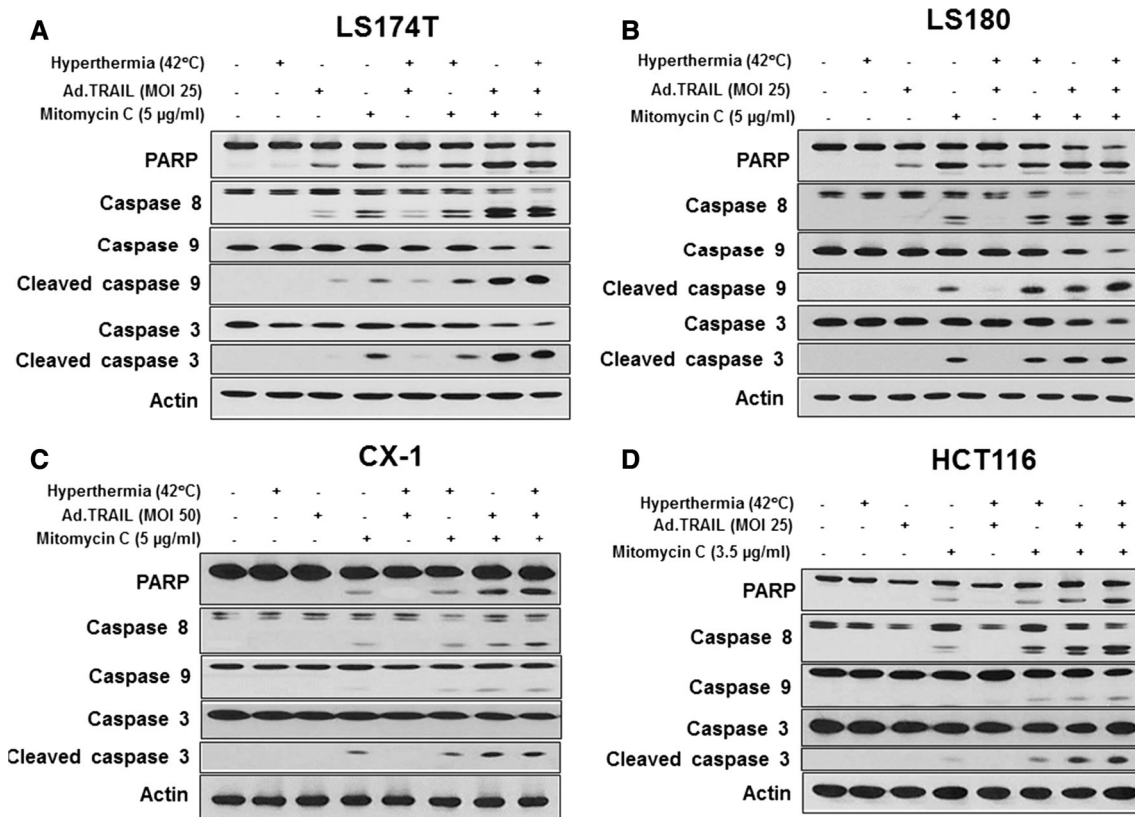 A
LS174T
Hyperthermia (42°C) - + - - + + - +
Ad.TRAIL (MOI 25) - - + - + - + +
Mitomycin C (5 µg/ml) - - - + - + + +
PARP
Caspase 8
Caspase 9
Cleaved caspase 9
Caspase 3
Cleaved caspase 3
Actin
B
LS180
Hyperthermia (42°C) - + - - + + - +
Ad.TRAIL (MOI 25) - - + - + - + +
Mitomycin C (5 µg/ml) - - - + - + + +
PARP
Caspase 8
Caspase 9
Cleaved caspase 9
Caspase 3
Cleaved caspase 3
Actin
C
CX-1
Hyperthermia (42°C) - + - - + + - +
Ad.TRAIL (MOI 50) - - + - + - + +
Mitomycin C (5 µg/ml) - - - + - + + +
PARP
Caspase 8
Caspase 9
Caspase 3
Cleaved caspase 3
Actin
D
HCT116
Hyperthermia (42°C) - + - - + + - +
Ad.TRAIL (MOI 25) - - + - + - + +
Mitomycin C (3.5 µg/ml) - - - + - + + +
PARP
Caspase 8
Caspase 9
Caspase 3
Cleaved caspase 3
Actin